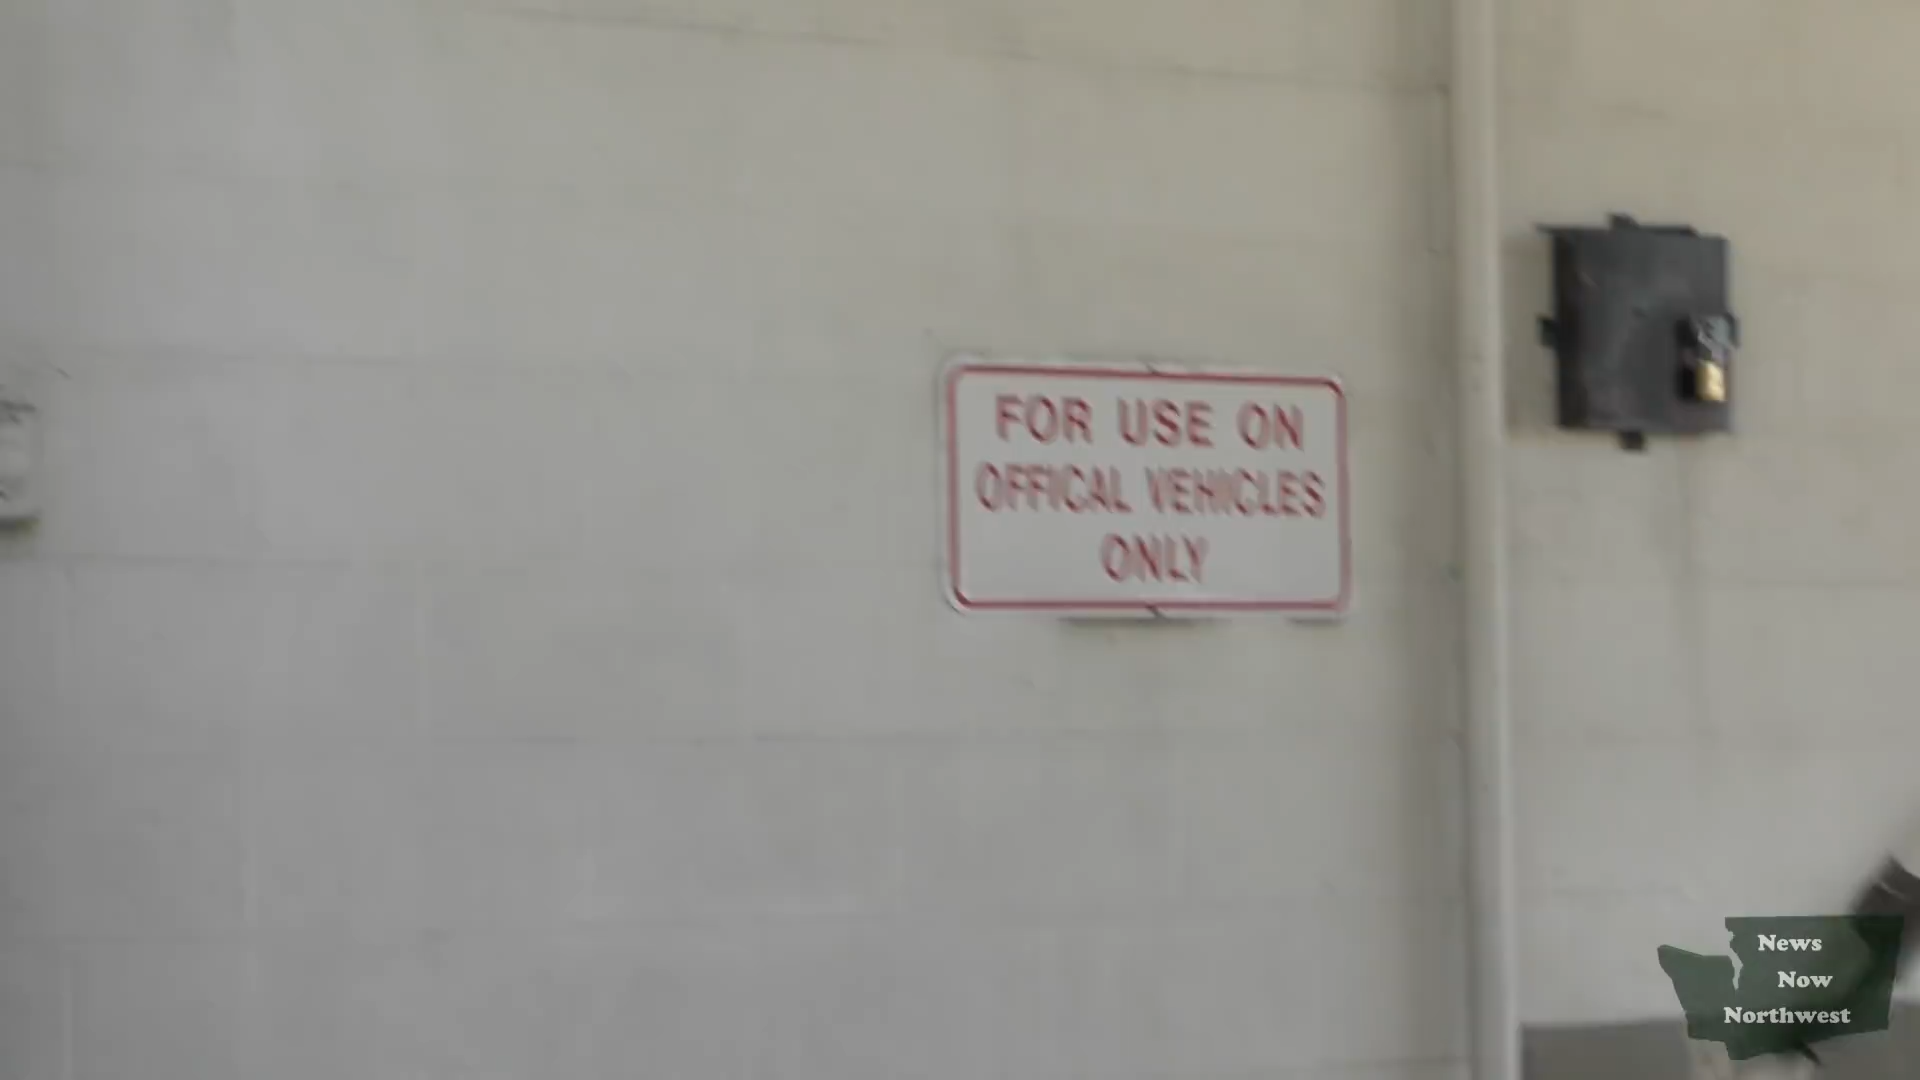 FOR USE ON
OFFICAL VEHICLES
ONLY
News
Now
Northwest